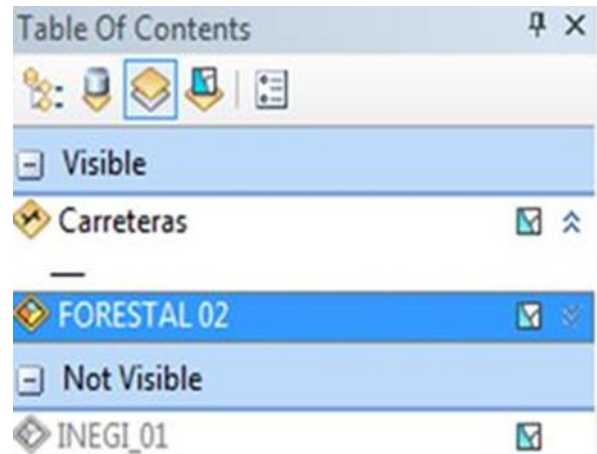 Table Of Contents
Visible
Carreteras
FORESTAL 02
Not Visible
INEGI_01